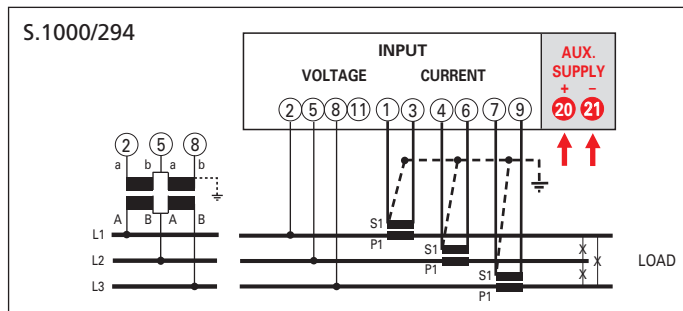 S.1000/294
INPUT
AUX.
SUPPLY
VOLTAGE CURRENT
+ −
2 5 8 11 1 3 4 6 7 9 20 21
2 5 8
a b a b
A B A B
S1
L1
P1
S1
L2
X X
LOAD
P1
S1
X
L3
P1